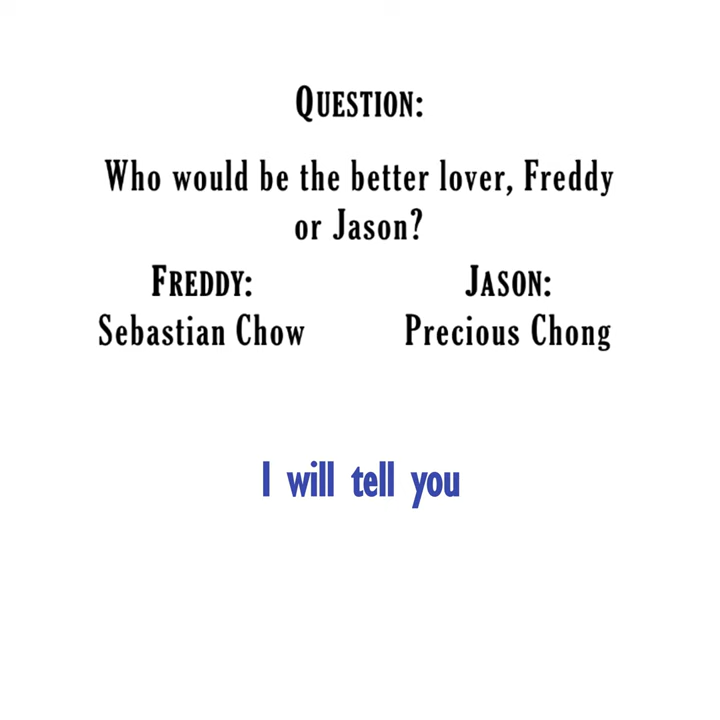 QUESTION:
Who would be the better lover, Freddy
or Jason?
FREDDY:
JASON:
Sebastian Chow
Precious Chong
I will tell you